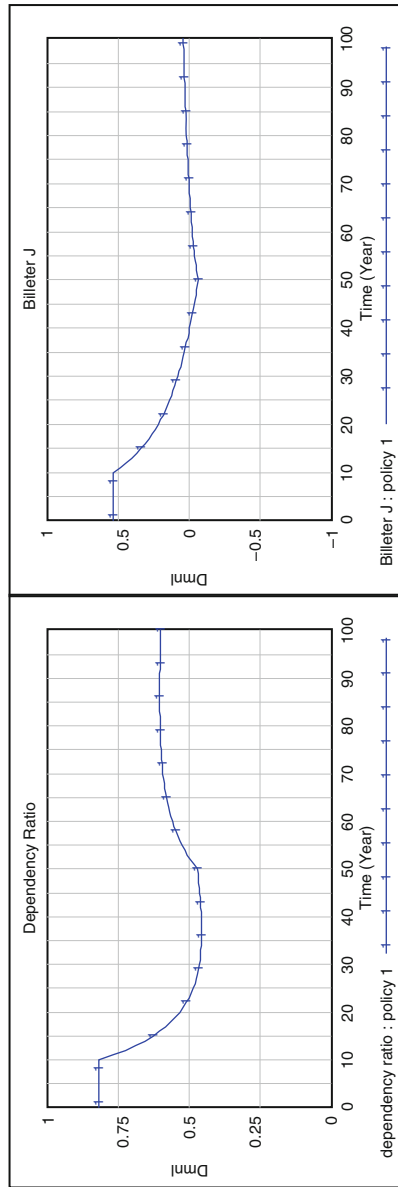 Dependency Ratio
1
0.75
0.5
0.25
0
Dmnl
0 10 20 30 40 50 60 70 80 90 100
Time (Year)
dependency ratio : policy 1
Billeter J
1
0.5
0
−0.5
−1
Dmnl
0 10 20 30 40 50 60 70 80 90 100
Time (Year)
Billeter J : policy 1